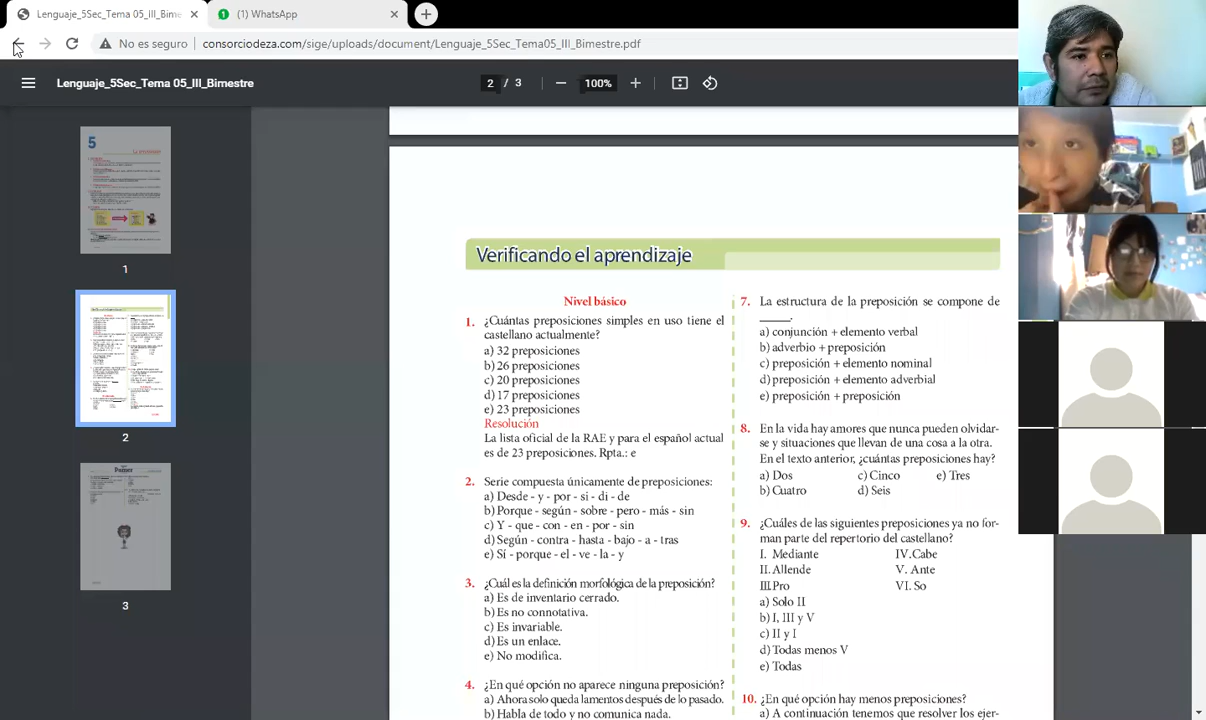 Lenguaje_5Sec_Tema 05_III_Bime
(1) WhatsApp
No es seguro
consorciodeza.com/sige/uploads/document/Lenguaje_5Sec_Tema05_III_Bimestre.pdf
Lenguaje_5Sec_Tema 05_III_Bimestre
2 / 3
100%
5
1
2
3
Verificando el aprendizaje
Nivel básico
1. ¿Cuántas preposiciones simples en uso tiene el
castellano actualmente?
a) 32 preposiciones
b) 26 preposiciones
c) 20 preposiciones
d) 17 preposiciones
e) 23 preposiciones
Resolución
La lista oficial de la RAE y para el español actual
es de 23 preposiciones. Rpta.: e
2. Serie compuesta únicamente de preposiciones:
a) Desde - y - por - si - di - de
b) Porque - según - sobre - pero - más - sin
c) Y - que - con - en - por - sin
d) Según - contra - hasta - bajo - a - tras
e) Sí - porque - el - ve - la - y
3. ¿Cuál es la definición morfológica de la preposición?
a) Es de inventario cerrado.
b) Es no connotativa.
c) Es invariable.
d) Es un enlace.
e) No modifica.
4. ¿En qué opción no aparece ninguna preposición?
a) Ahora solo queda lamentos después de lo pasado.
b) Habla de todo y no comunica nada.
7. La estructura de la preposición se compone de
_____.
a) conjunción + elemento verbal
b) adverbio + preposición
c) preposición + elemento nominal
d) preposición + elemento adverbial
e) preposición + preposición
8. En la vida hay amores que nunca pueden olvidar-
se y situaciones que llevan de una cosa a la otra.
En el texto anterior, ¿cuántas preposiciones hay?
a) Dos c) Cinco e) Tres
b) Cuatro d) Seis
9. ¿Cuáles de las siguientes preposiciones ya no for-
man parte del repertorio del castellano?
I. Mediante IV. Cabe
II. Allende V. Ante
III. Pro VI. So
a) Solo II
b) I, III y V
c) II y I
d) Todas menos V
e) Todas
10. ¿En qué opción hay menos preposiciones?
a) A continuación tenemos que resolver los ejer-